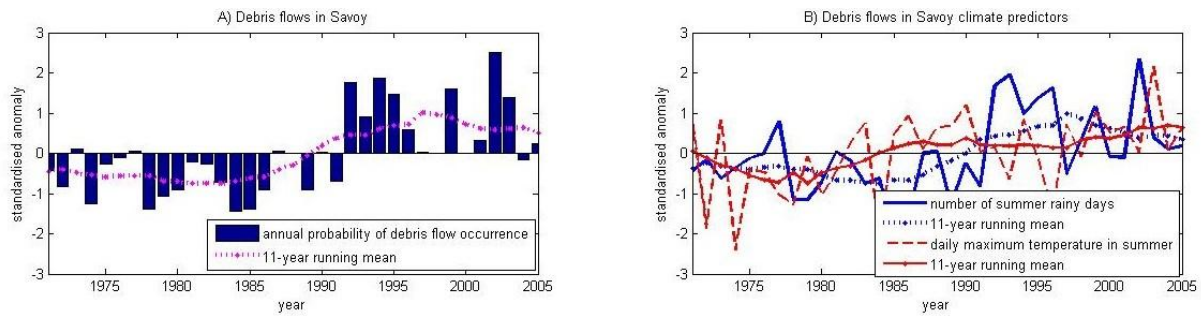 A) Debris flows in Savoy
3
2
1
0
-1
-2
-3
standardised anomaly
annual probability of debris flow occurrence
11-year running mean
1975 1980 1985 1990 1995 2000 2005
year
B) Debris flows in Savoy climate predictors
3
2
1
0
-1
-2
-3
standardised anomaly
number of summer rainy days
11-year running mean
daily maximum temperature in summer
11-year running mean
1975 1980 1985 1990 1995 2000 2005
year